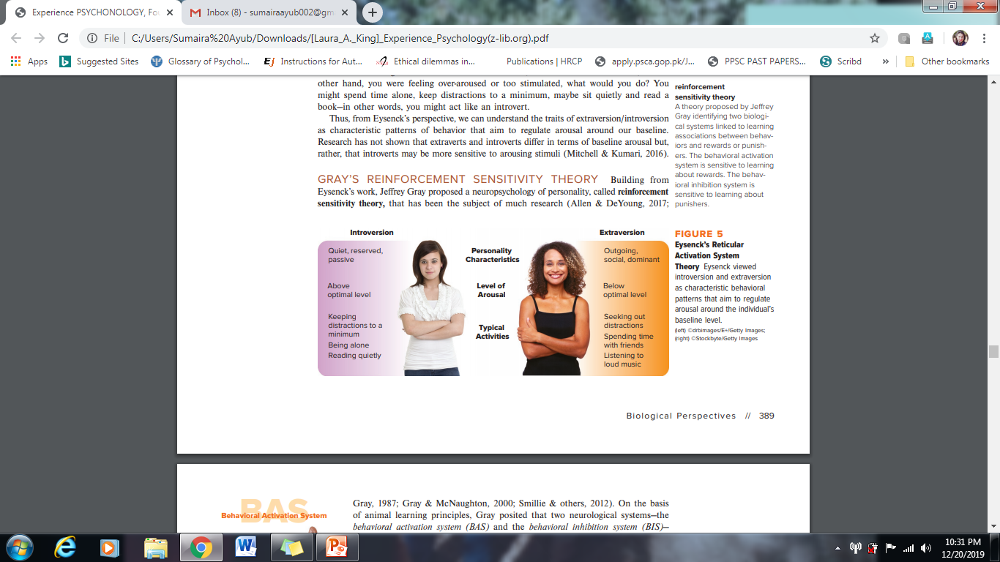 Experience PSYCHONOLOGY, Fou
Inbox (8) - sumairaayub002@gm
File | C:/Users/Sumaira%20Ayub/Downloads/[Laura_A._King]_Experience_Psychology(z-lib.org).pdf
Apps
Suggested Sites
Glossary of Psychol...
Instructions for Aut...
Ethical dilemmas in...
Publications | HRCP
apply.psca.gop.pk/J...
PPSC PAST PAPERS...
Scribd
»
Other bookmarks
other hand, you were feeling over-aroused or too stimulated, what would you do? You
might spend time alone, keep distractions to a minimum, maybe sit quietly and read a
book—in other words, you might act like an introvert.
Thus, from Eysenck's perspective, we can understand the traits of extraversion/introversion
as characteristic patterns of behavior that aim to regulate arousal around our baseline.
Research has not shown that extraverts and introverts differ in terms of baseline arousal but,
rather, that introverts may be more sensitive to arousing stimuli (Mitchell & Kumari, 2016).
GRAY'S REINFORCEMENT SENSITIVITY THEORY Building from
Eysenck's work, Jeffrey Gray proposed a neuropsychology of personality, called reinforcement
sensitivity theory, that has been the subject of much research (Allen & DeYoung, 2017;
reinforcement
sensitivity theory
A theory proposed by Jeffrey
Gray identifying two biologi-
cal systems linked to learning
associations between behav-
iors and rewards or punish-
ers. The behavioral activation
system is sensitive to learning
about rewards. The behav-
ioral inhibition system is
sensitive to learning about
punishers.
Introversion
Extraversion
Quiet, reserved,
passive
Personality
Characteristics
Outgoing,
social, dominant
Above
optimal level
Level of
Arousal
Below
optimal level
Keeping
distractions to a
minimum
Being alone
Reading quietly
Typical
Activities
Seeking out
distractions
Spending time
with friends
Listening to
loud music
FIGURE 5
Eysenck's Reticular
Activation System
Theory Eysenck viewed
introversion and extraversion
as characteristic behavioral
patterns that aim to regulate
arousal around the individual's
baseline level.
(left) ©drbimages/E+/Getty Images;
(right) ©Stockbyte/Getty Images
Biological Perspectives // 389
BAS
Behavioral Activation System
Gray, 1987; Gray & McNaughton, 2000; Smillie & others, 2012). On the basis
of animal learning principles, Gray posited that two neurological systems—the
behavioral activation system (BAS) and the behavioral inhibition system (BIS)—
10:31 PM
12/20/2019